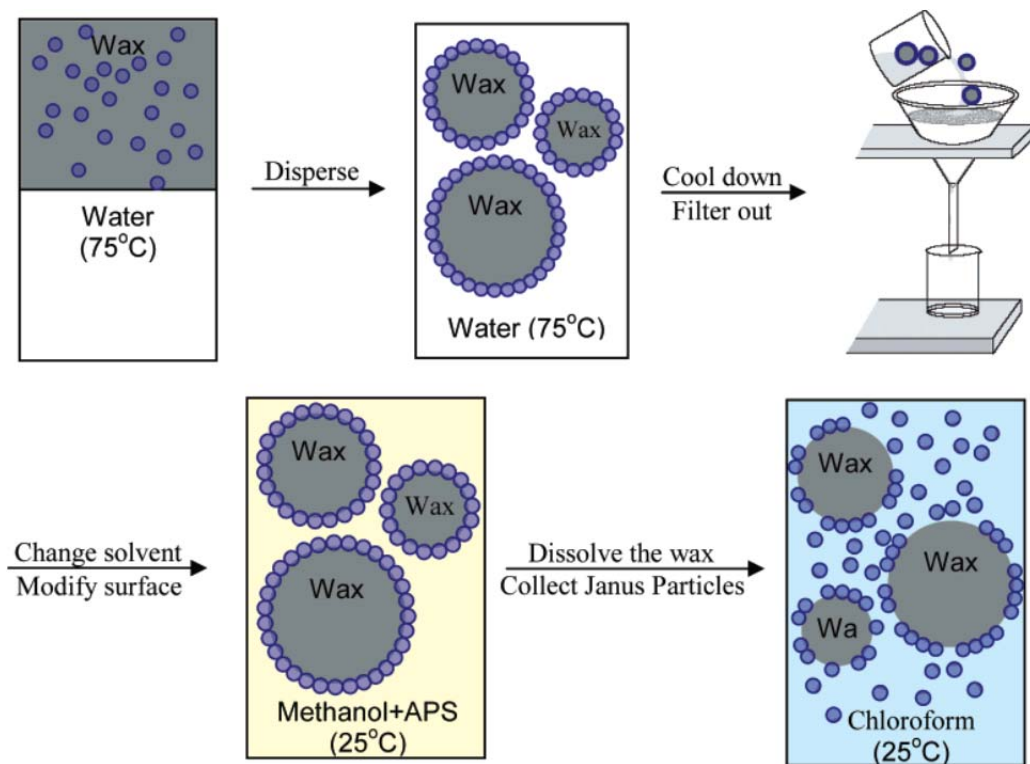 Wax
Water
(75°C)
Disperse
Wax
Wax
Wax
Water (75°C)
Cool down
Filter out
Change solvent
Modify surface
Wax
Wax
Wax
Methanol+APS
(25°C)
Dissolve the wax
Collect Janus Particles
Wax
Wax
Wa
Chloroform
(25°C)